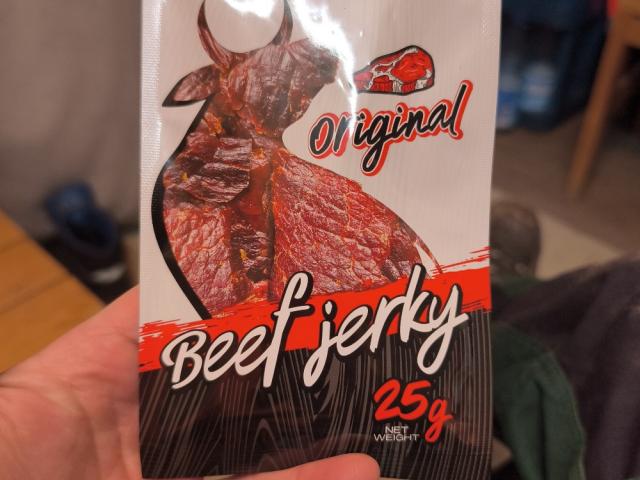 Original
Beef jerky
25g
NET
WEIGHT